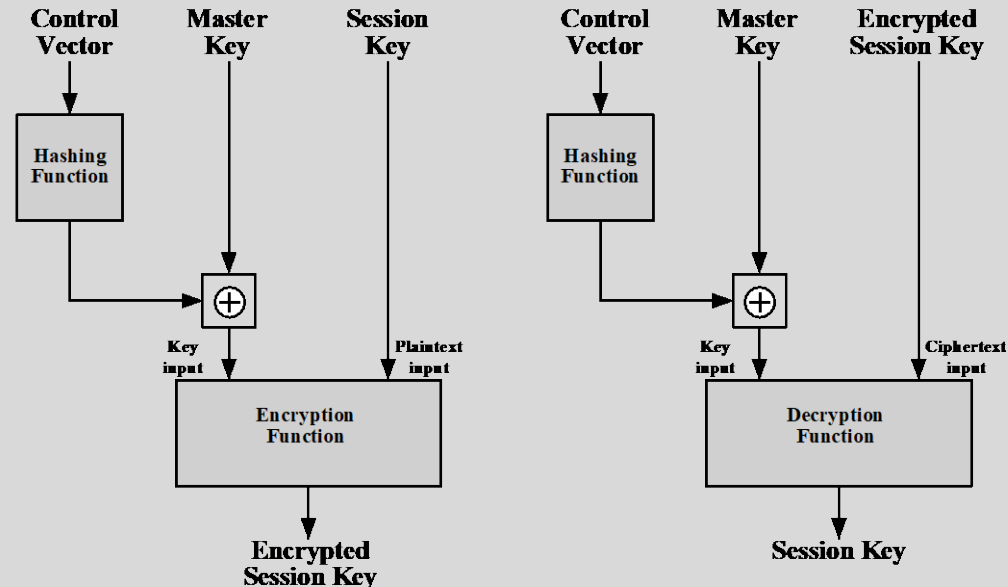 Control
Vector
Master
Key
Session
Key
Hashing
Function
Key
input
Plaintext
input
Encryption
Function
Encrypted
Session Key
Control
Vector
Master
Key
Encrypted
Session Key
Hashing
Function
Key
input
Ciphertext
input
Decryption
Function
Session Key